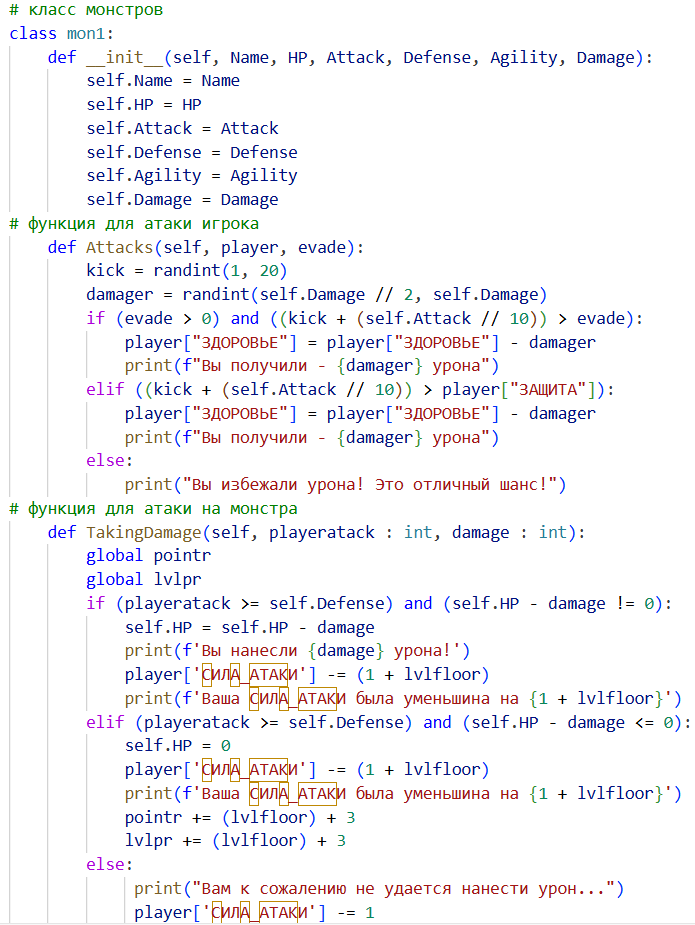 # класс монстров
class mon1:
    def __init__(self, Name, HP, Attack, Defense, Agility, Damage):
        self.Name = Name
        self.HP = HP
        self.Attack = Attack
        self.Defense = Defense
        self.Agility = Agility
        self.Damage = Damage
# функция для атаки игрока
    def Attacks(self, player, evade):
        kick = randint(1, 20)
        damager = randint(self.Damage // 2, self.Damage)
        if (evade > 0) and ((kick + (self.Attack // 10)) > evade):
            player["ЗДОРОВЬЕ"] = player["ЗДОРОВЬЕ"] - damager
            print(f"Вы получили - {damager} урона")
        elif ((kick + (self.Attack // 10)) > player["ЗАЩИТА"]):
            player["ЗДОРОВЬЕ"] = player["ЗДОРОВЬЕ"] - damager
            print(f"Вы получили - {damager} урона")
        else:
            print("Вы избежали урона! Это отличный шанс!")
# функция для атаки на монстра
    def TakingDamage(self, playeratack : int, damage : int):
        global pointr
        global lvlpr
        if (playeratack >= self.Defense) and (self.HP - damage != 0):
            self.HP = self.HP - damage
            print(f'Вы нанесли {damage} урона!')
            player['СИЛА_АТАКИ'] -= (1 + lvlfloor)
            print(f'Ваша СИЛА_АТАКИ была уменьшина на {1 + lvlfloor}')
        elif (playeratack >= self.Defense) and (self.HP - damage <= 0):
            self.HP = 0
            player['СИЛА_АТАКИ'] -= (1 + lvlfloor)
            print(f'Ваша СИЛА_АТАКИ была уменьшина на {1 + lvlfloor}')
            pointr += (lvlfloor) + 3
            lvlpr += (lvlfloor) + 3
        else:
             print("Вам к сожалению не удается нанести урон...")
             player['СИЛА_АТАКИ'] -= 1